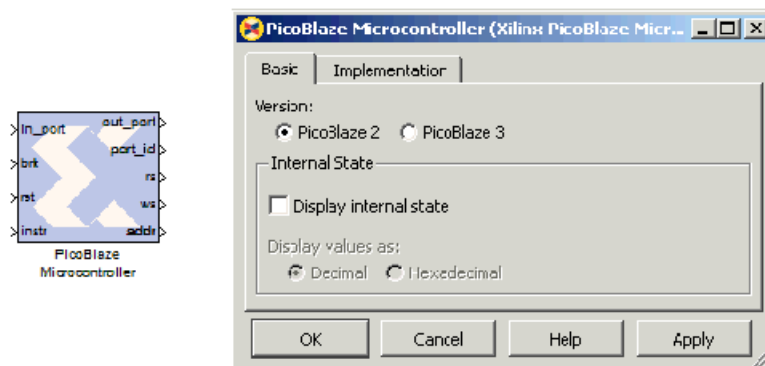 in_port
brk
rst
instr
out_port
port_id
rs
ws
addr
PicoBlaze
Microcontroller
PicoBlaze Microcontroller (Xilinx PicoBlaze Micr...
Basic
Implementation
Version:
PicoBlaze 2
PicoBlaze 3
Internal State
Display internal state
Display values as:
Decimal
Hexadecimal
OK
Cancel
Help
Apply